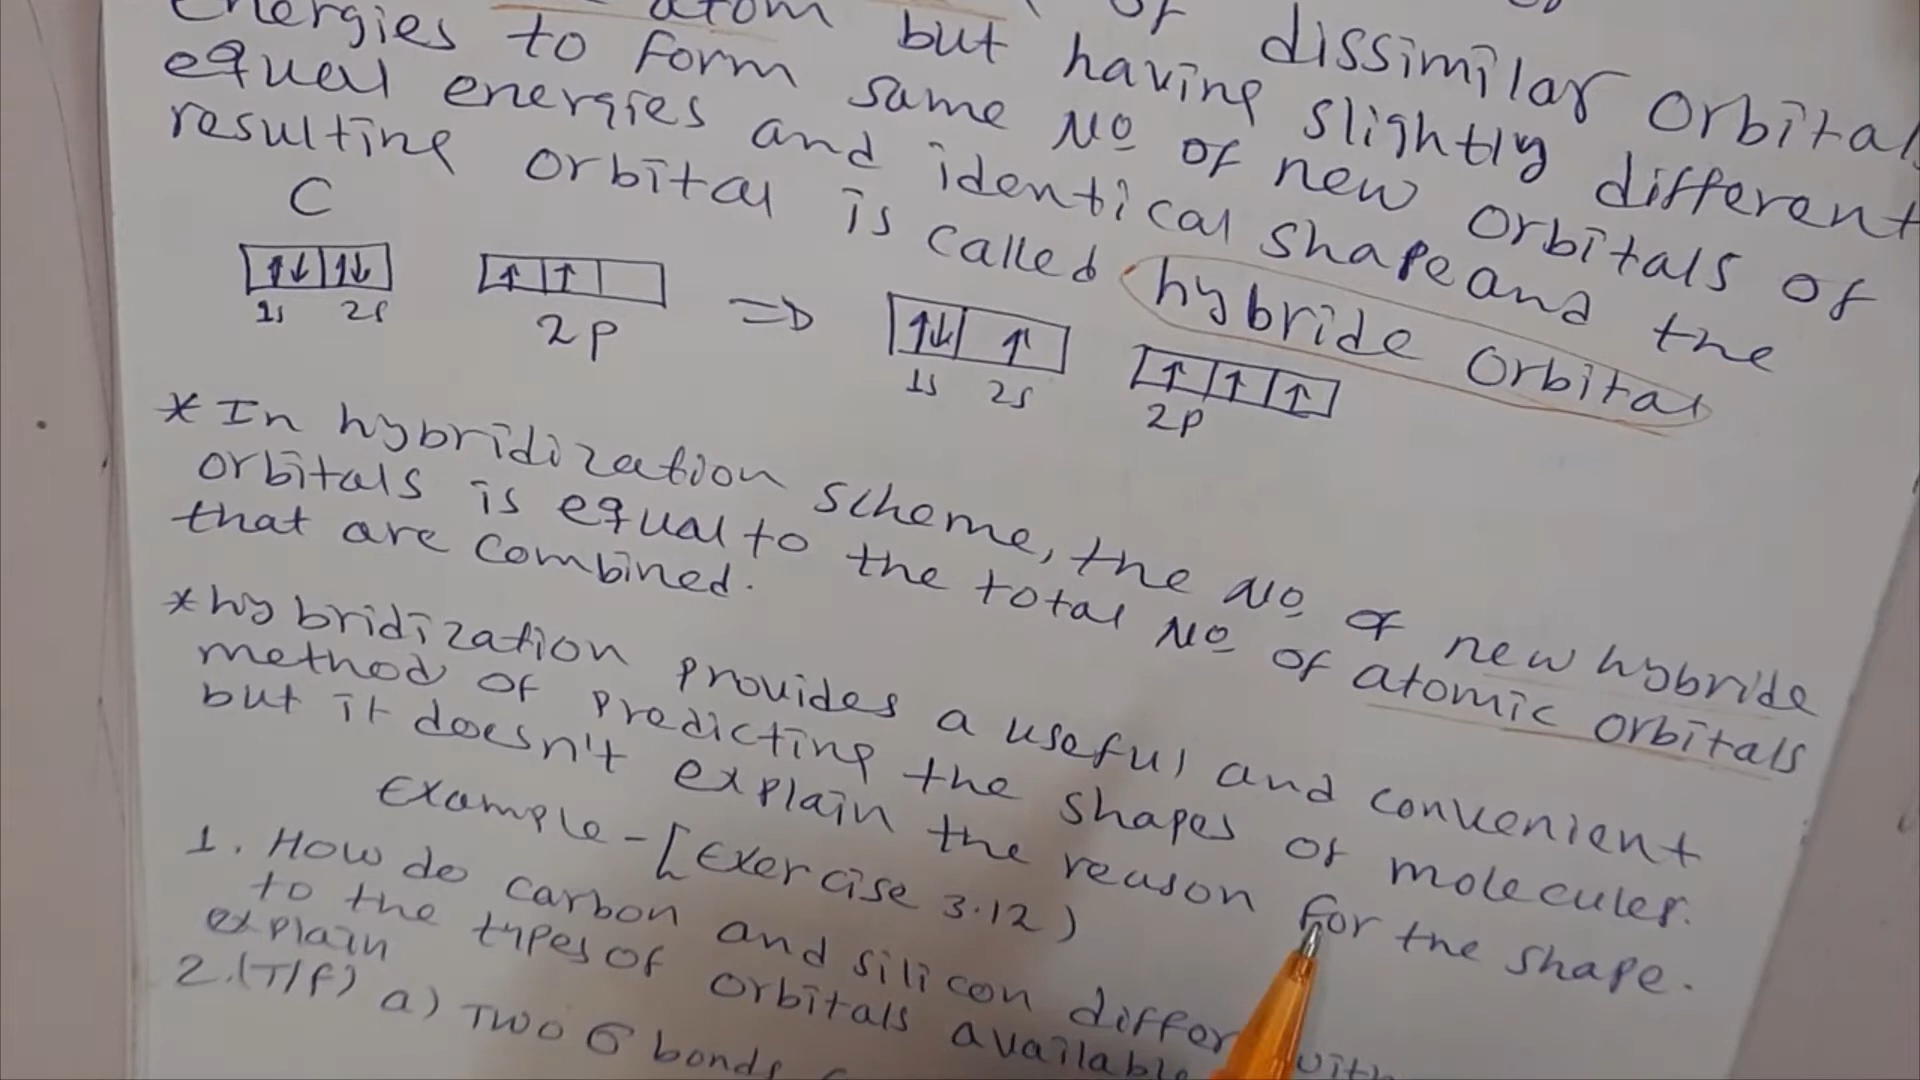 energies atom of dissimilar orbitals
to form but having slightly different
equal energies same No of new orbitals of
resulting and identical shape and the
orbital is called hybride orbital
C
↑↓ ↑↓ ↑ ↑ => ↑↓ ↑ ↑ ↑ ↑
1s 2s 2p 1s 2s 2p
* In hybridization scheme, the No of new hybride
orbitals is equal to the total No of atomic orbitals
that are combined.
* hybridization provides a useful and convenient
method of predicting the shapes of molecules.
but it doesn't explain the reason for the shape.
Example - [Exercise 3.12)
1. How do carbon and silicon differ with
to the types of orbitals available
explain
2. (T/F) a) Two 6 bonds